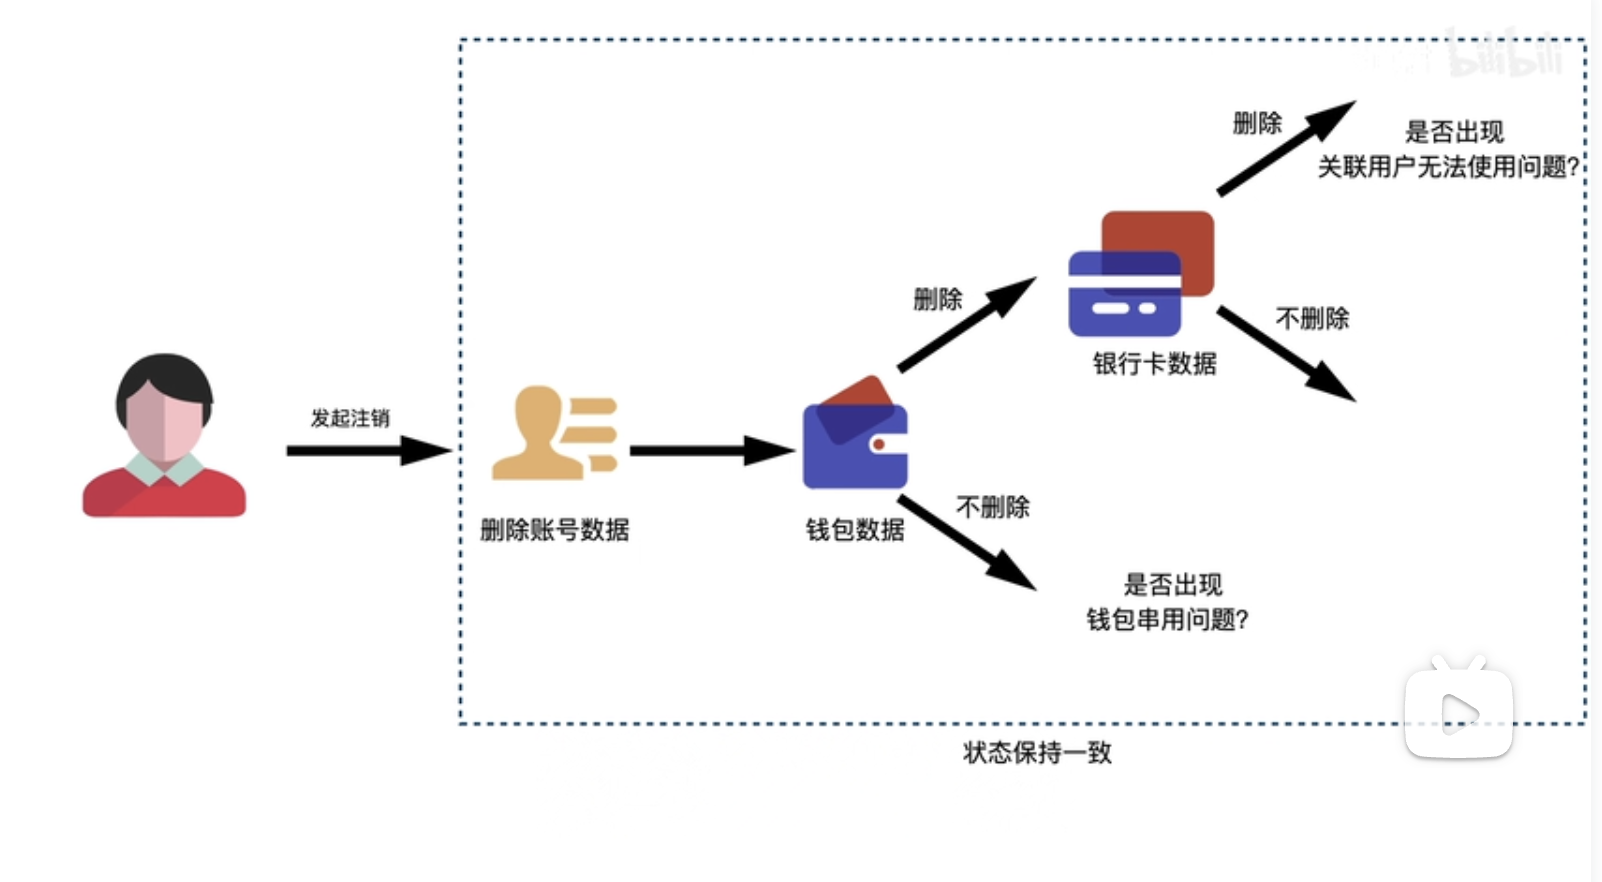 bilibili
删除
是否出现
关联用户无法使用问题?
删除
不删除
银行卡数据
发起注销
不删除
删除账号数据
钱包数据
是否出现
钱包串用问题?
状态保持一致